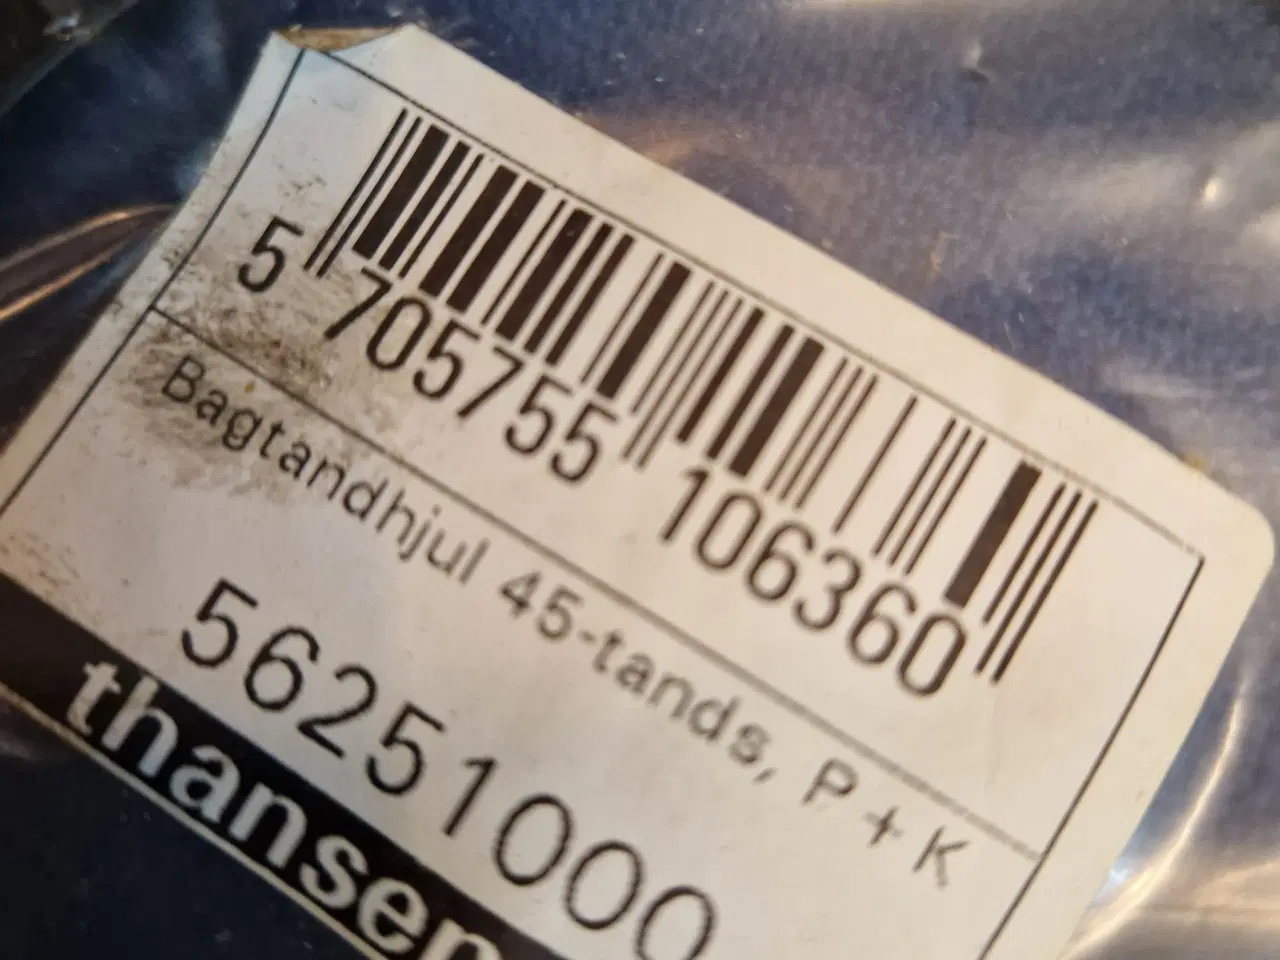 5 705755 106360
Bagtandhjul 45-tands, P + K
56251000
thansen